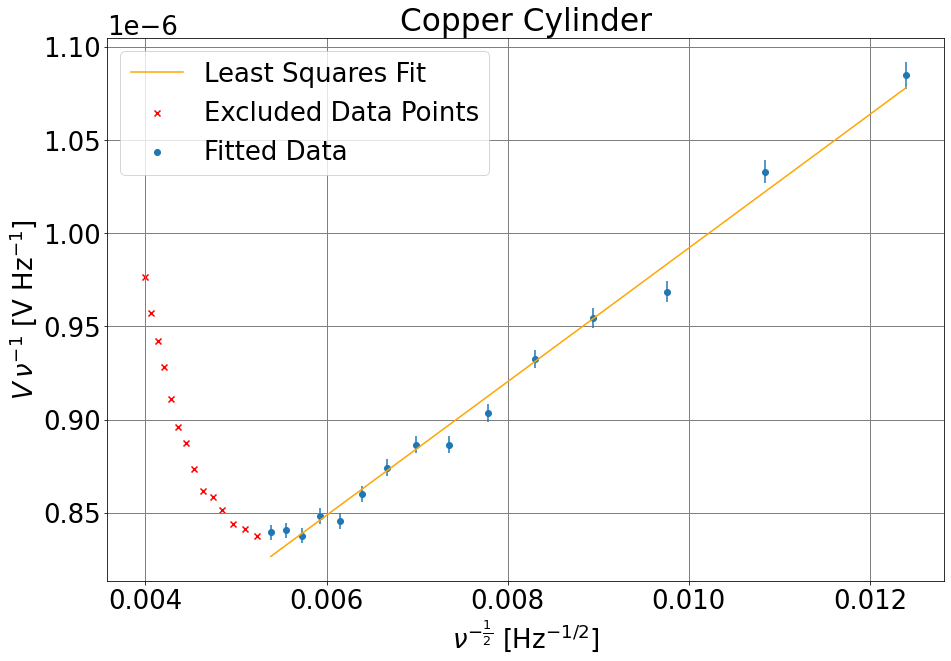 Copper Cylinder
1e−6
1.10
1.05
1.00
0.95
0.90
0.85
V ν⁻¹ [V Hz⁻¹]
Least Squares Fit
Excluded Data Points
Fitted Data
0.004 0.006 0.008 0.010 0.012
ν^{-\frac{1}{2}} [Hz^{−1/2}]